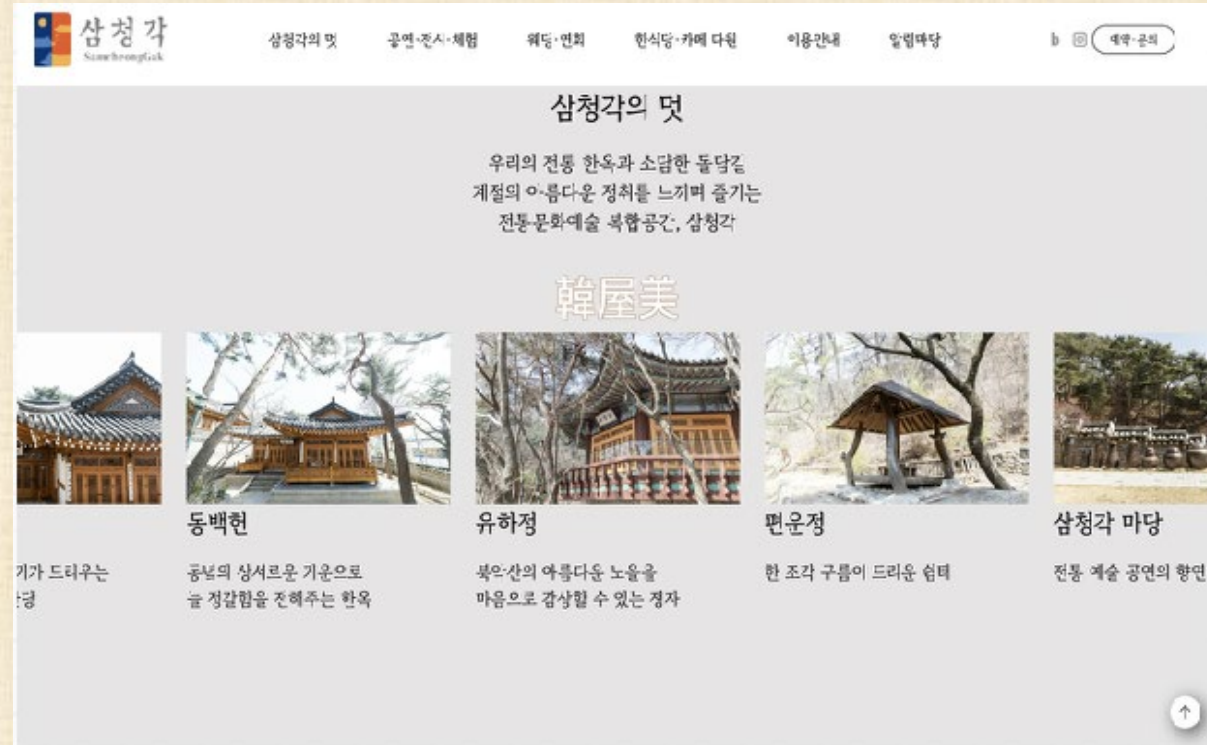 삼청각
SamcheongGak
삼청각의 멋
공연·전시·체험
웨딩·연회
한식당·카페 다원
이용안내
알림마당
b
예약·문의
삼청각의 멋
우리의 전통 한옥과 소담한 돌담길
계절의 아름다운 정취를 느끼며 즐기는
전통문화예술 복합공간, 삼청각
韓屋美
동백헌
유하정
편운정
삼청각 마당
기가 드리우는
동녘의 상서로운 기운으로
늘 정갈함을 전해주는 한옥
북악산의 아름다운 노을을
마음으로 감상할 수 있는 정자
한 조각 구름이 드리운 쉼터
전통 예술 공연의 향연